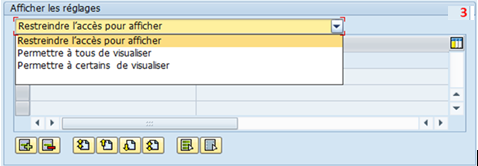 Afficher les réglages
3
Restreindre l'accès pour afficher
Restreindre l'accès pour afficher
Permettre à tous de visualiser
Permettre à certains  de visualiser